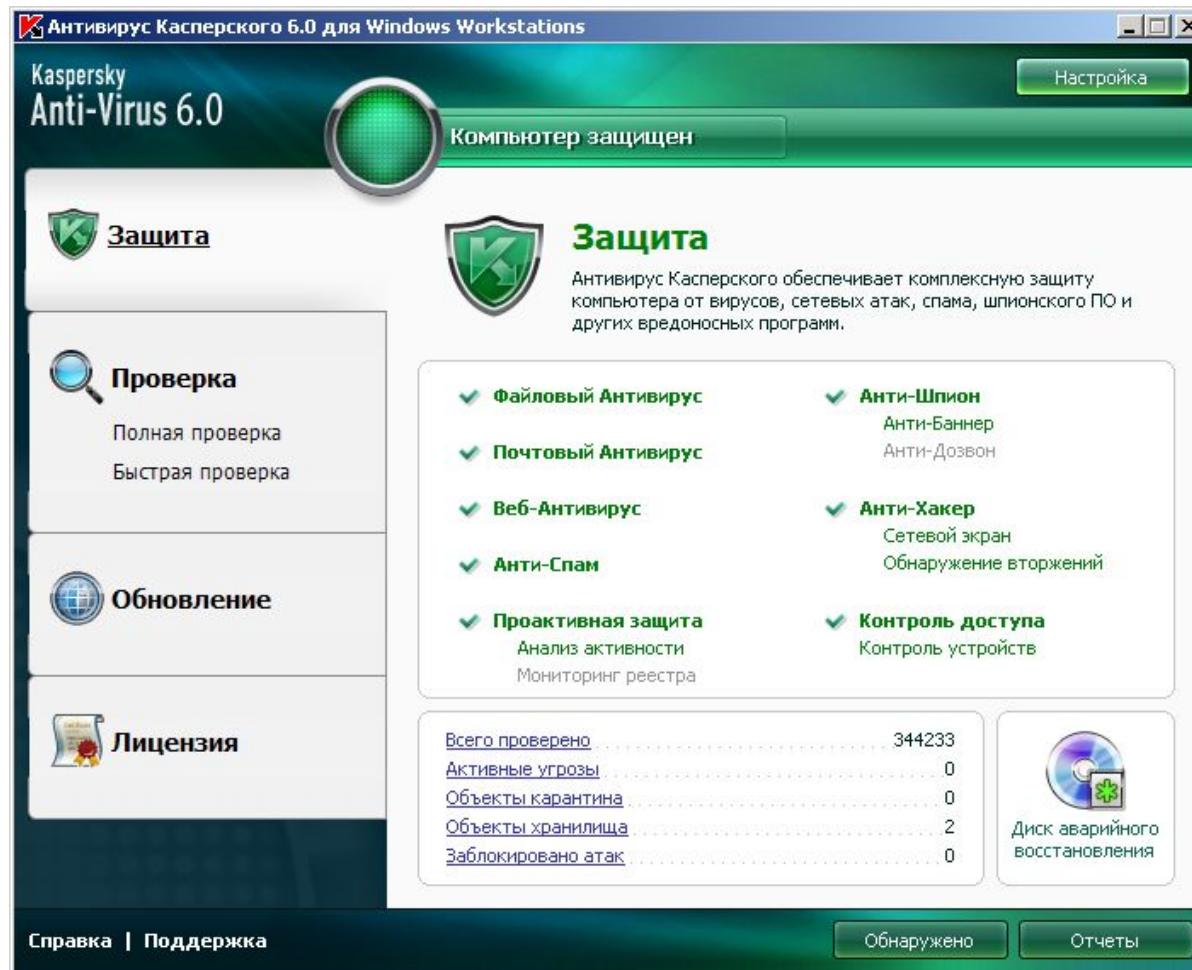 Антивирус Касперского 6.0 для Windows Workstations
Kaspersky
Anti-Virus 6.0
Настройка
Компьютер защищен
Защита
Проверка
Полная проверка
Быстрая проверка
Обновление
Лицензия
Защита
Антивирус Касперского обеспечивает комплексную защиту
компьютера от вирусов, сетевых атак, спама, шпионского ПО и
других вредоносных программ.
Файловый Антивирус
Почтовый Антивирус
Веб-Антивирус
Анти-Спам
Проактивная защита
Анализ активности
Мониторинг реестра
Анти-Шпион
Анти-Баннер
Анти-Дозвон
Анти-Хакер
Сетевой экран
Обнаружение вторжений
Контроль доступа
Контроль устройств
Всего проверено 344233
Активные угрозы 0
Объекты карантина 0
Объекты хранилища 2
Заблокировано атак 0
Диск аварийного
восстановления
Справка | Поддержка
Обнаружено
Отчеты